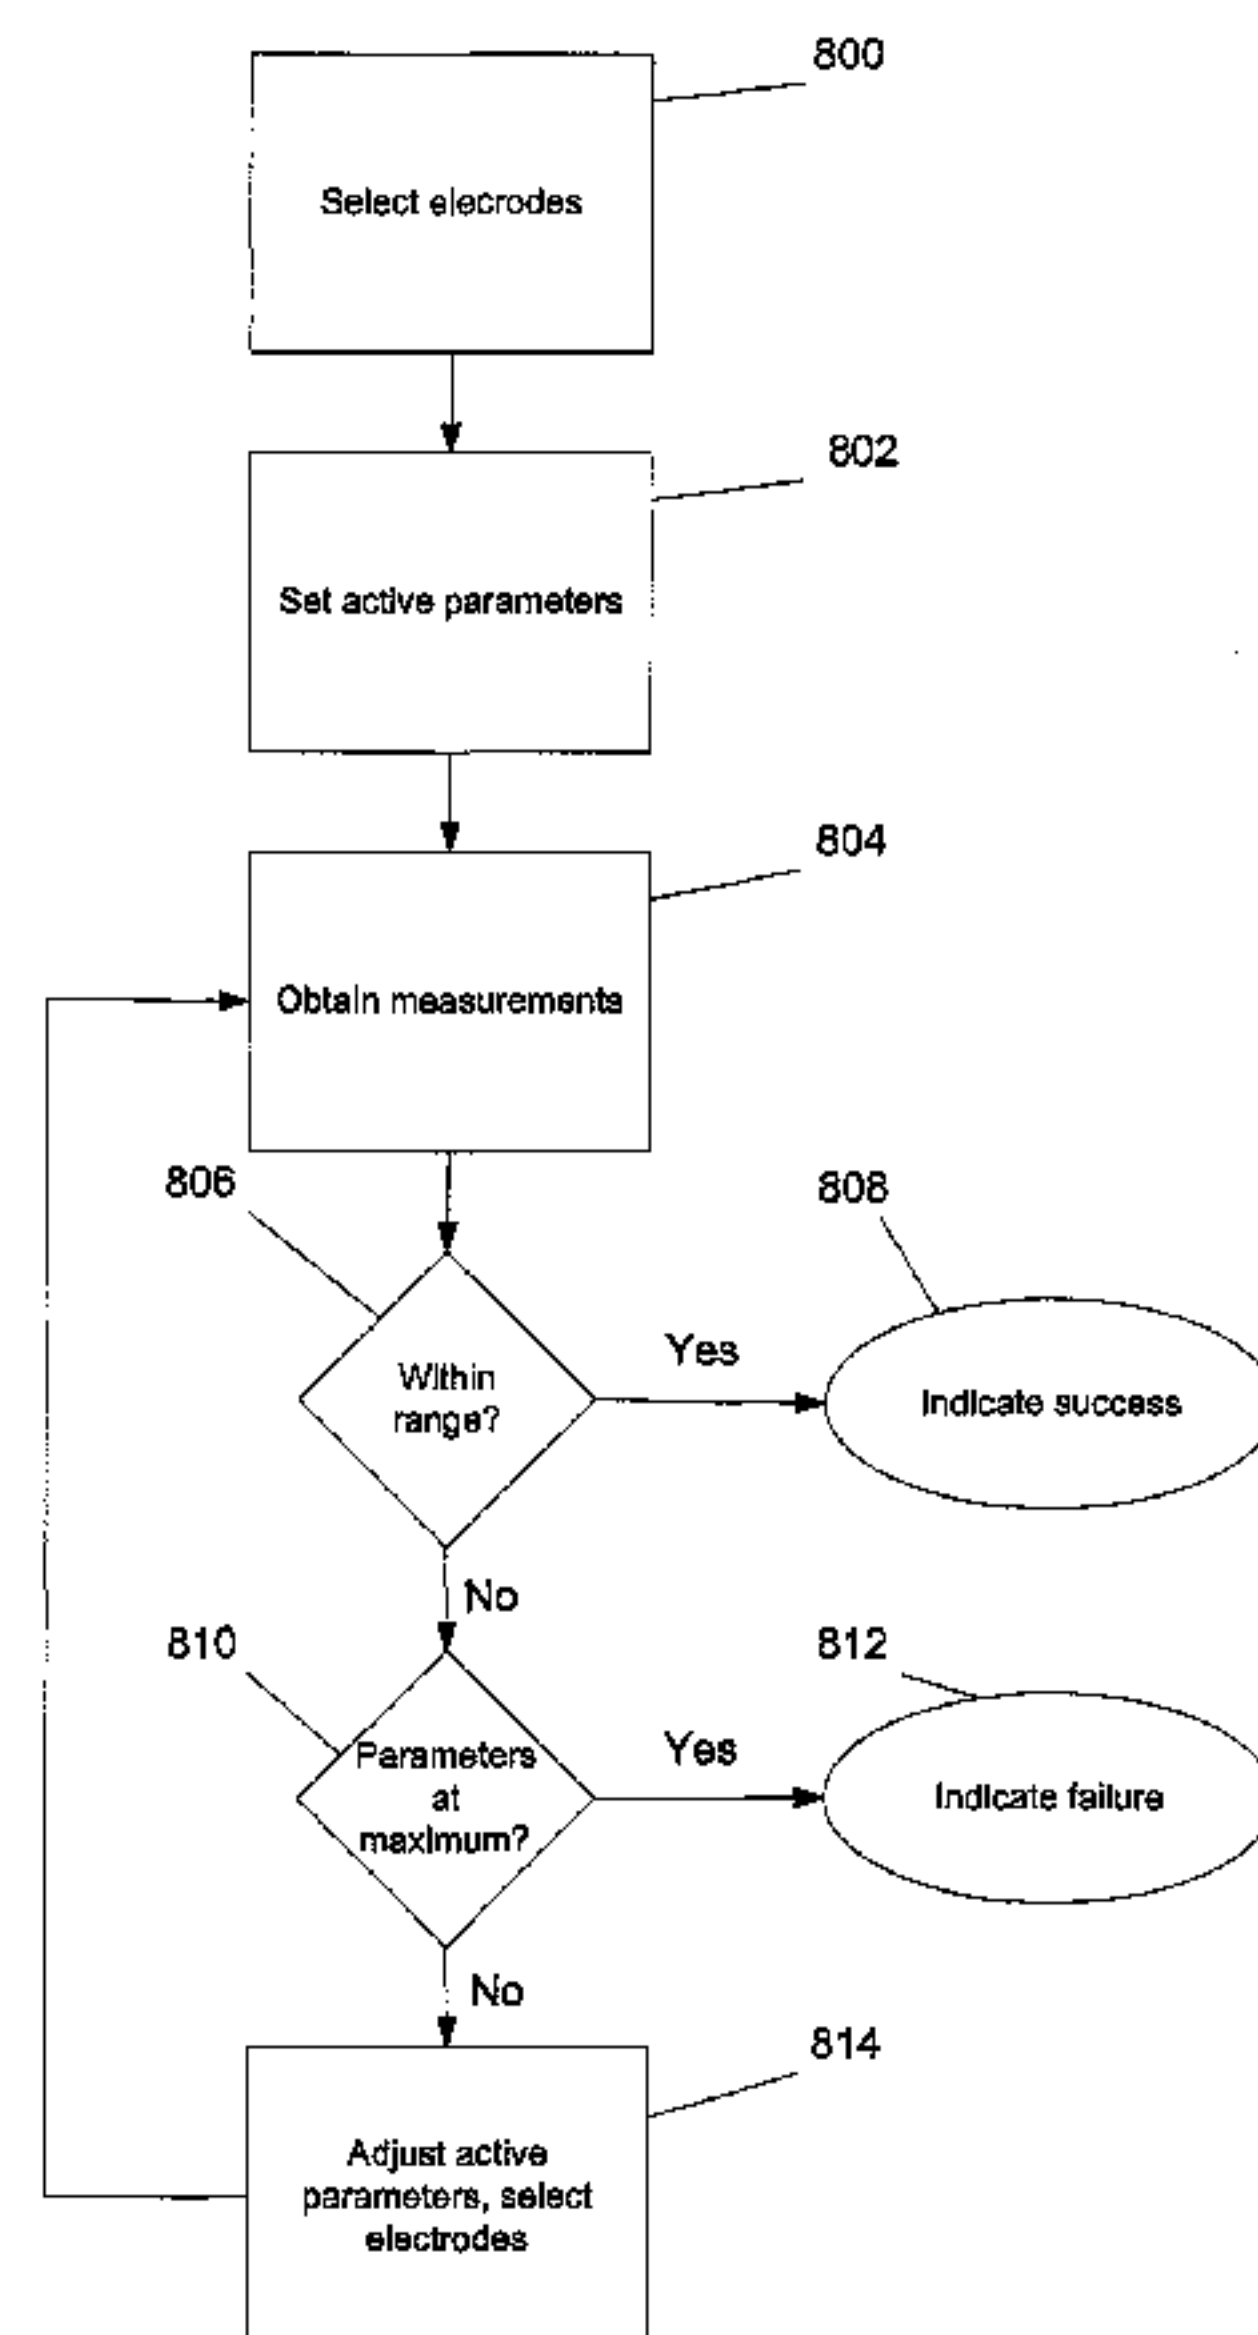 800
Select elecrodes
802
Set active parameters
804
Obtain measurements
806
808
Within
range?
Yes
Indicate success
No
810
812
Parameters
at
maximum?
Yes
Indicate failure
No
814
Adjust active
parameters, select
electrodes